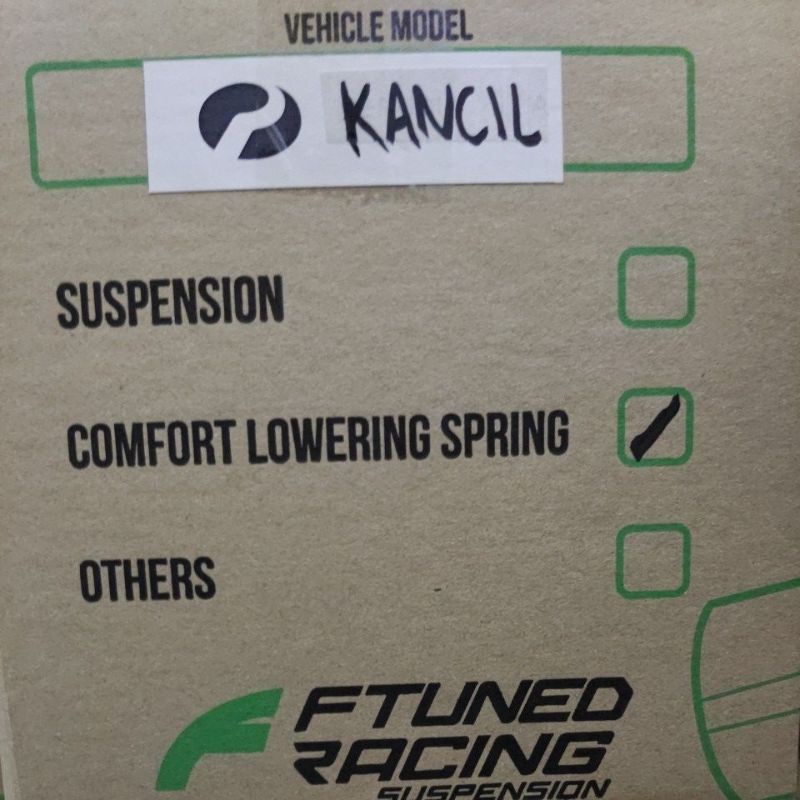 VEHICLE MODEL
KANCIL
SUSPENSION
COMFORT LOWERING SPRING
OTHERS
FTUNED
RACING
SUSPENSION